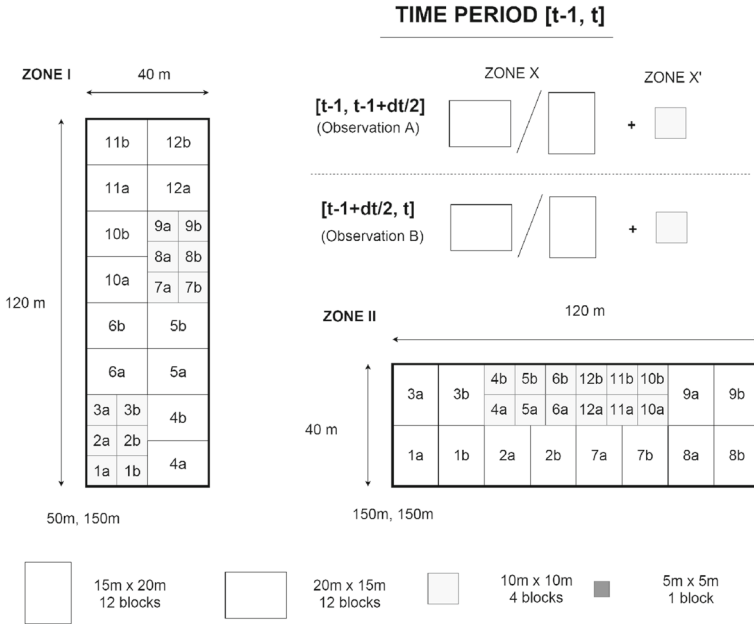 TIME PERIOD [t-1, t]
ZONE I
40 m
ZONE X
ZONE X'
[t-1, t-1+dt/2]
(Observation A)
+
[t-1+dt/2, t]
(Observation B)
+
120 m
11b 12b
11a 12a
10b 9a 9b
8a 8b
10a 7a 7b
6b 5b
6a 5a
3a 3b 4b
2a 2b
1a 1b 4a
50m, 150m
ZONE II
120 m
40 m
3a 3b 4b 5b 6b 12b 11b 10b 9a 9b
4a 5a 6a 12a 11a 10a
1a 1b 2a 2b 7a 7b 8a 8b
150m, 150m
15m x 20m
12 blocks
20m x 15m
12 blocks
10m x 10m
4 blocks
5m x 5m
1 block